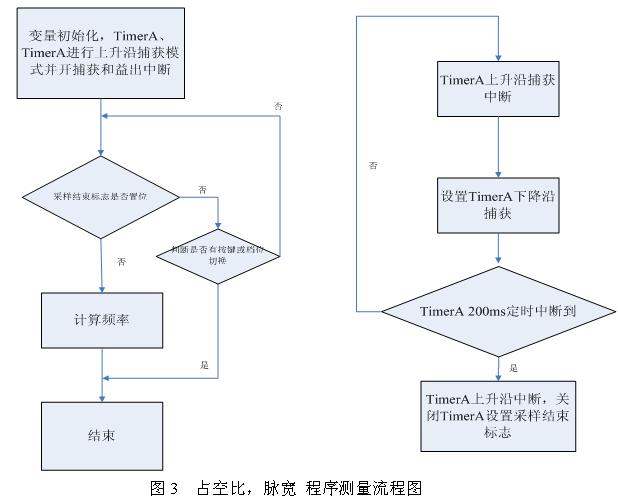 变量初始化，TimerA、
TimerA进行上升沿捕获模
式并开捕获和益出中断
否
采样结束标志是否置位
否
判断是否有按键或档位
切换
否
计算频率
是
结束
TimerA上升沿捕获
中断
否
设置TimerA下降沿
捕获
TimerA 200ms定时中断到
是
TimerA上升沿中断，关
闭TimerA设置采样结束
标志
图 3 占空比，脉宽 程序测量流程图